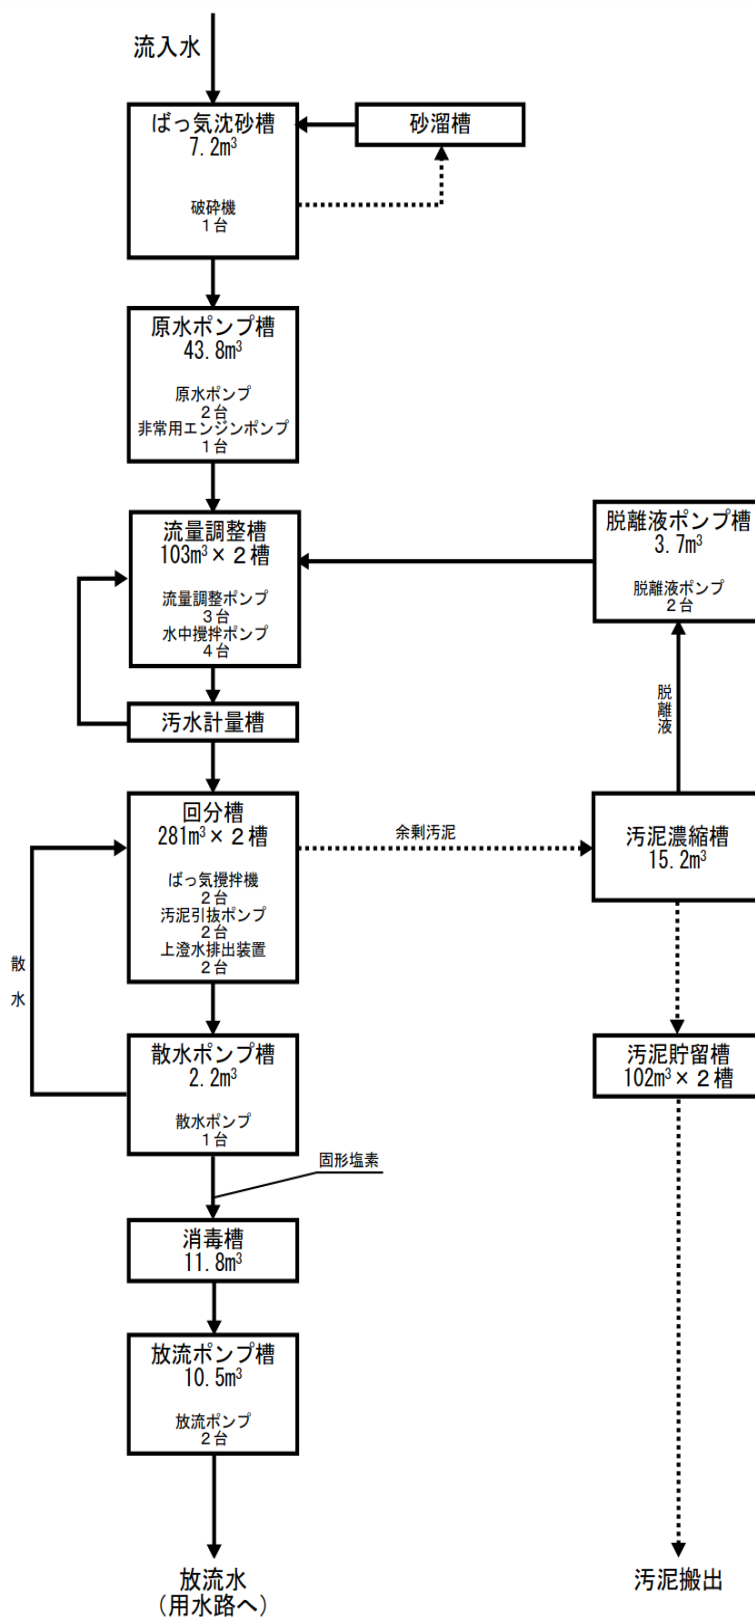 流入水
ばっ気沈砂槽
7.2m³
破砕機
1台
砂溜槽
原水ポンプ槽
43.8m³
原水ポンプ
2台
非常用エンジンポンプ
1台
流量調整槽
103m³×2槽
流量調整ポンプ
3台
水中攪拌ポンプ
4台
脱離液ポンプ槽
3.7m³
脱離液ポンプ
2台
汚水計量槽
脱離液
回分槽
281m³×2槽
ばっ気攪拌機
2台
汚泥引抜ポンプ
2台
上澄水排出装置
2台
余剰汚泥
汚泥濃縮槽
15.2m³
散水
散水ポンプ槽
2.2m³
散水ポンプ
1台
汚泥貯留槽
102m³×2槽
固形塩素
消毒槽
11.8m³
放流ポンプ槽
10.5m³
放流ポンプ
2台
放流水
(用水路へ)
汚泥搬出